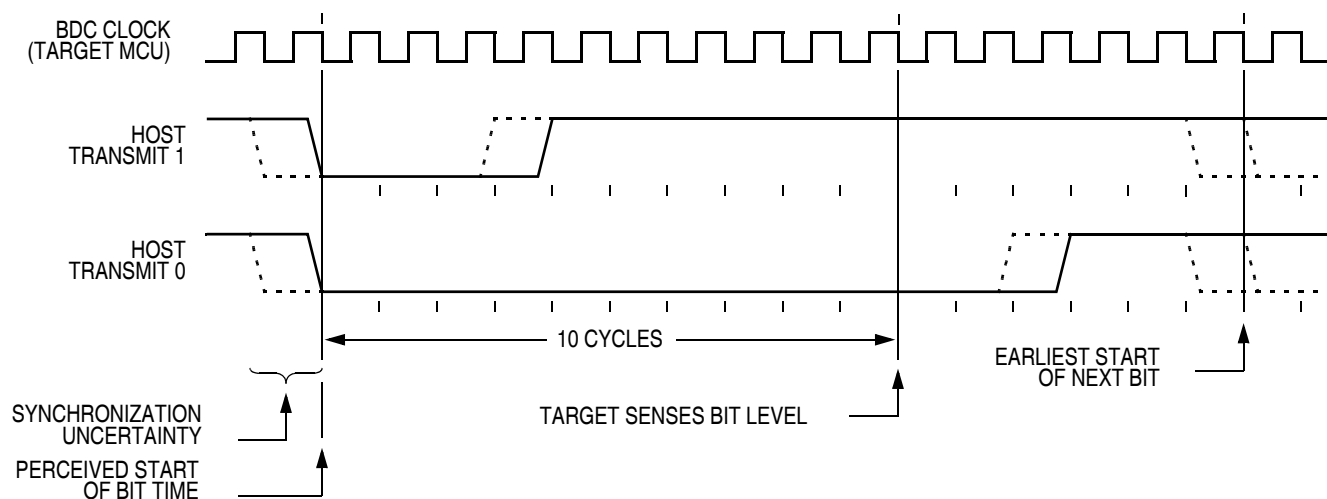 BDC CLOCK
(TARGET MCU)
HOST
TRANSMIT 1
HOST
TRANSMIT 0
10 CYCLES
EARLIEST START
OF NEXT BIT
SYNCHRONIZATION
UNCERTAINTY
TARGET SENSES BIT LEVEL
PERCEIVED START
OF BIT TIME